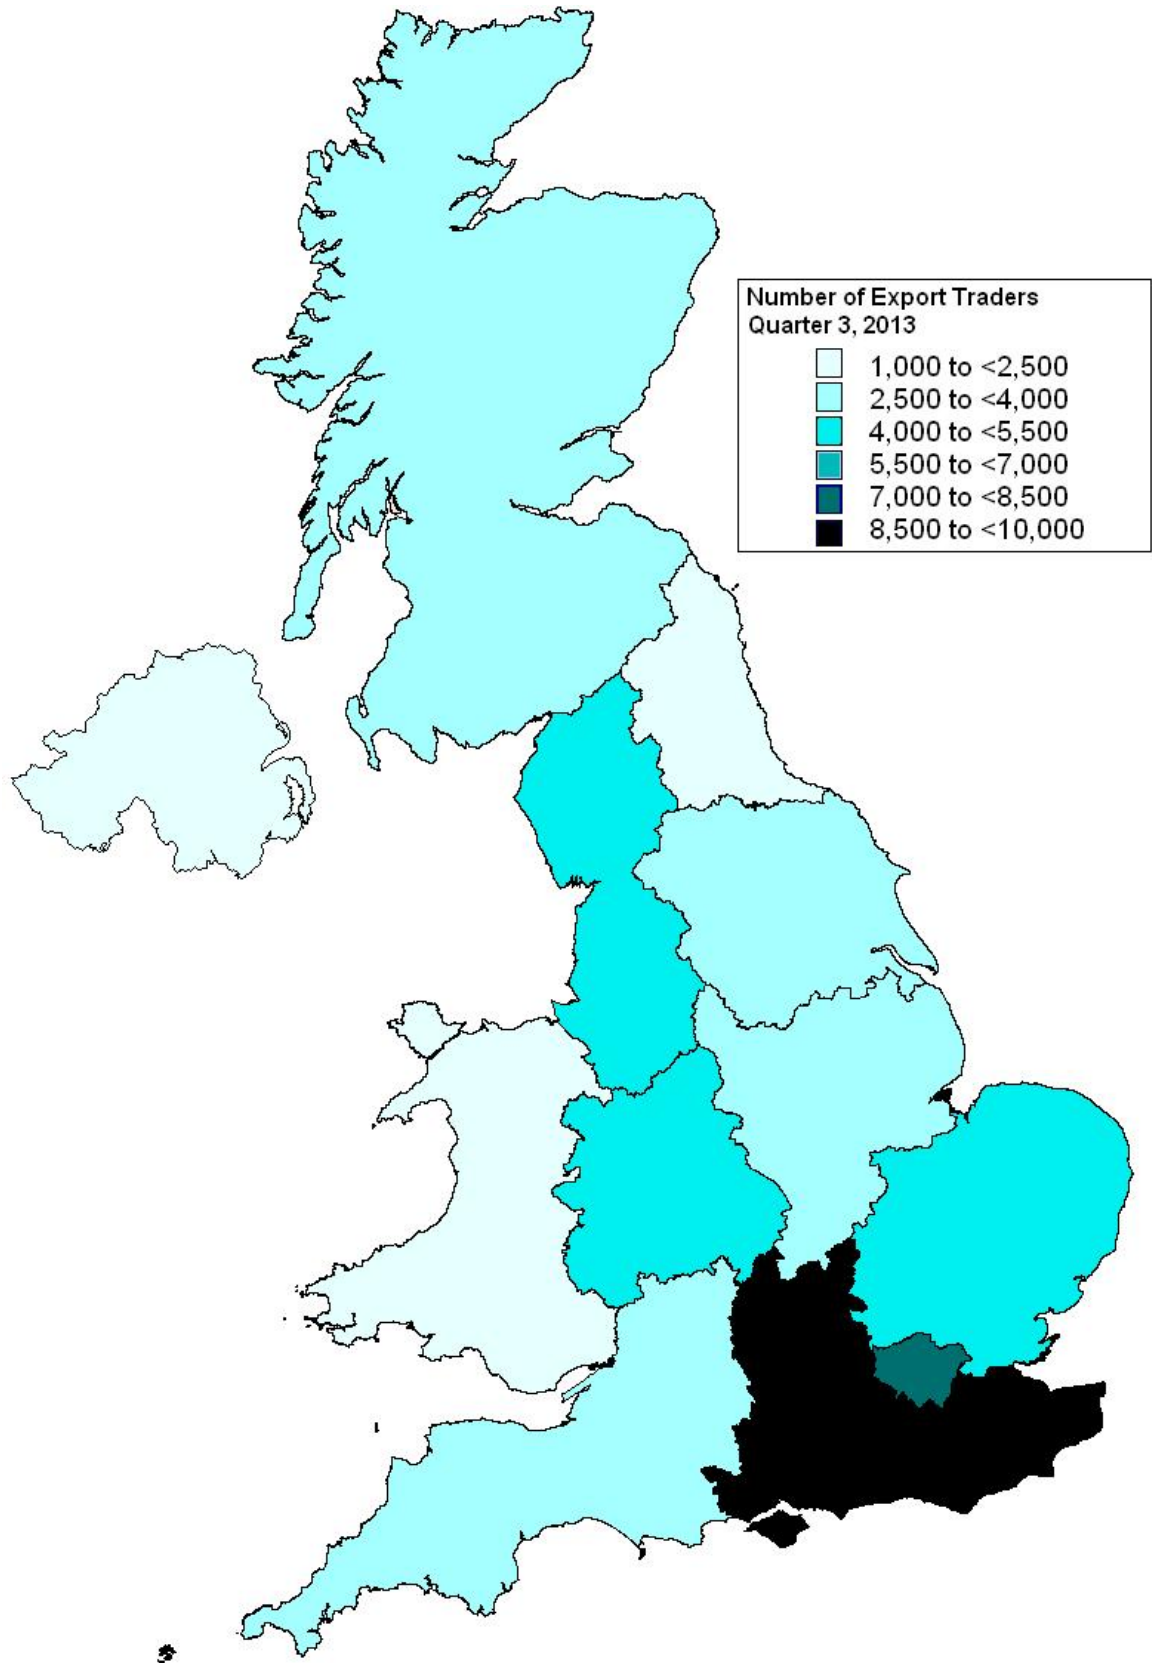 Number of Export Traders
Quarter 3, 2013
1,000 to <2,500
2,500 to <4,000
4,000 to <5,500
5,500 to <7,000
7,000 to <8,500
8,500 to <10,000